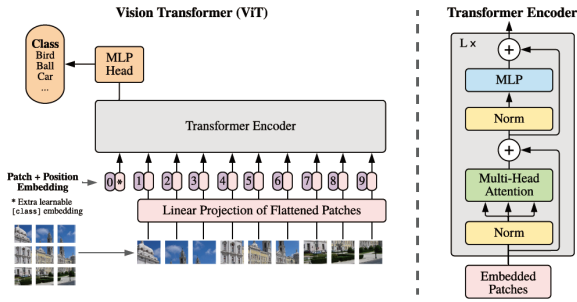 Vision Transformer (ViT)
Class
Bird
Ball
Car
...
MLP
Head
Transformer Encoder
Patch + Position
Embedding
0 * 1 2 3 4 5 6 7 8 9
* Extra learnable
[class] embedding
Linear Projection of Flattened Patches
Transformer Encoder
L x
+
MLP
Norm
+
Multi-Head
Attention
Norm
Embedded
Patches